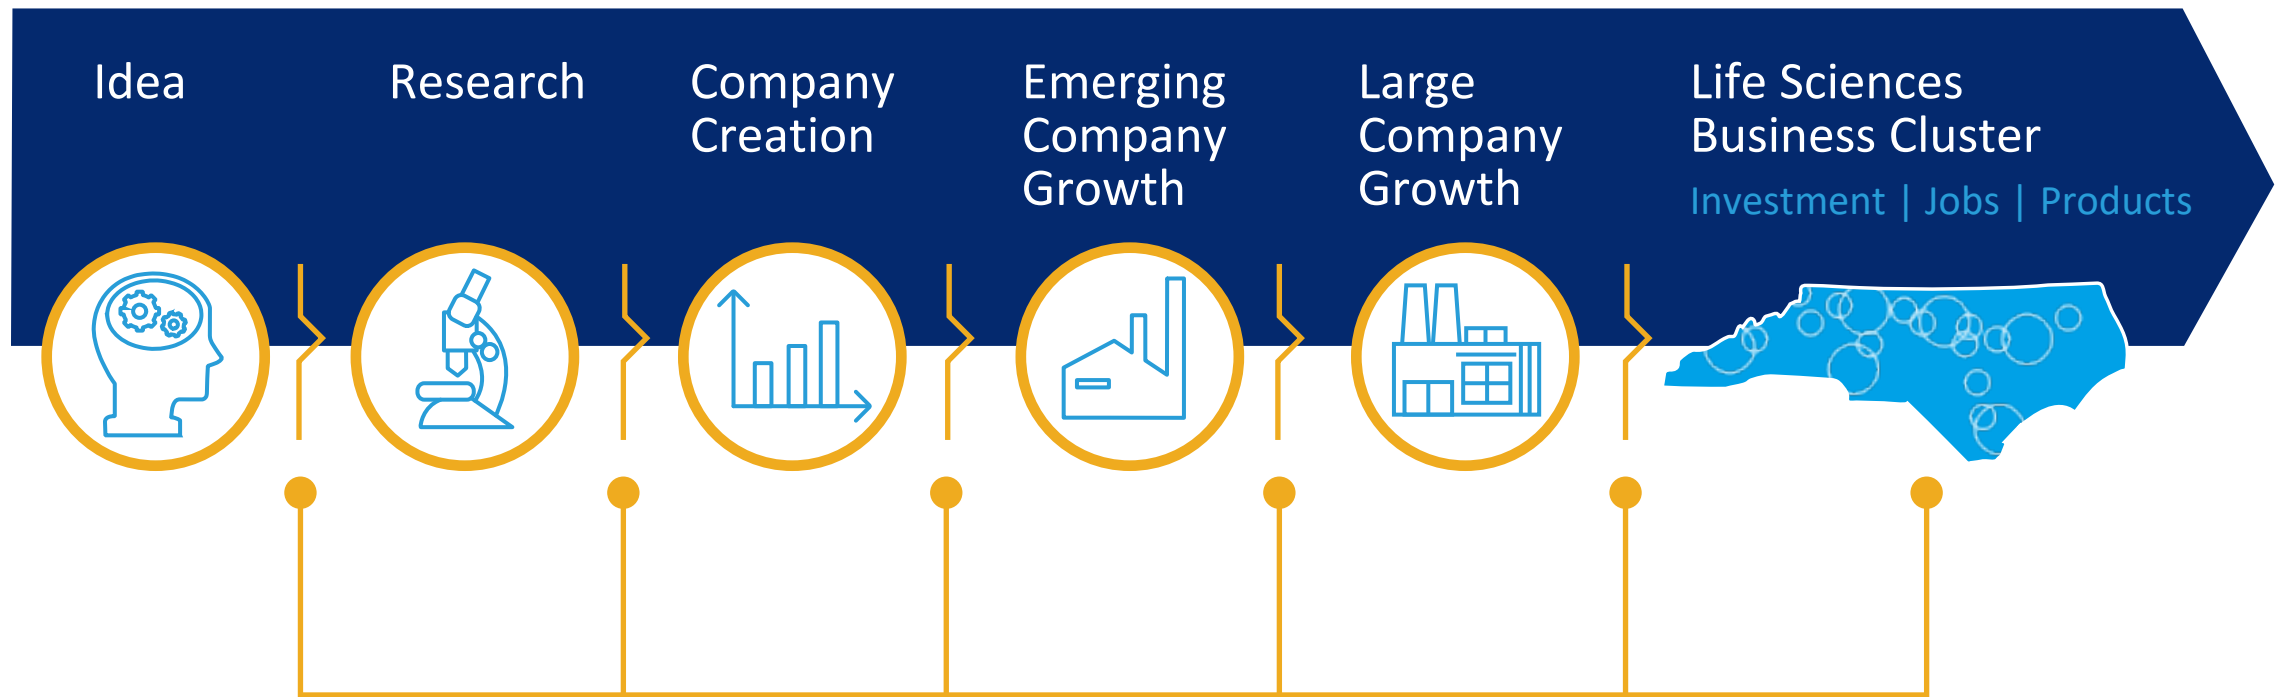 Idea
Research
Company
Creation
Emerging
Company
Growth
Large
Company
Growth
Life Sciences
Business Cluster
Investment | Jobs | Products